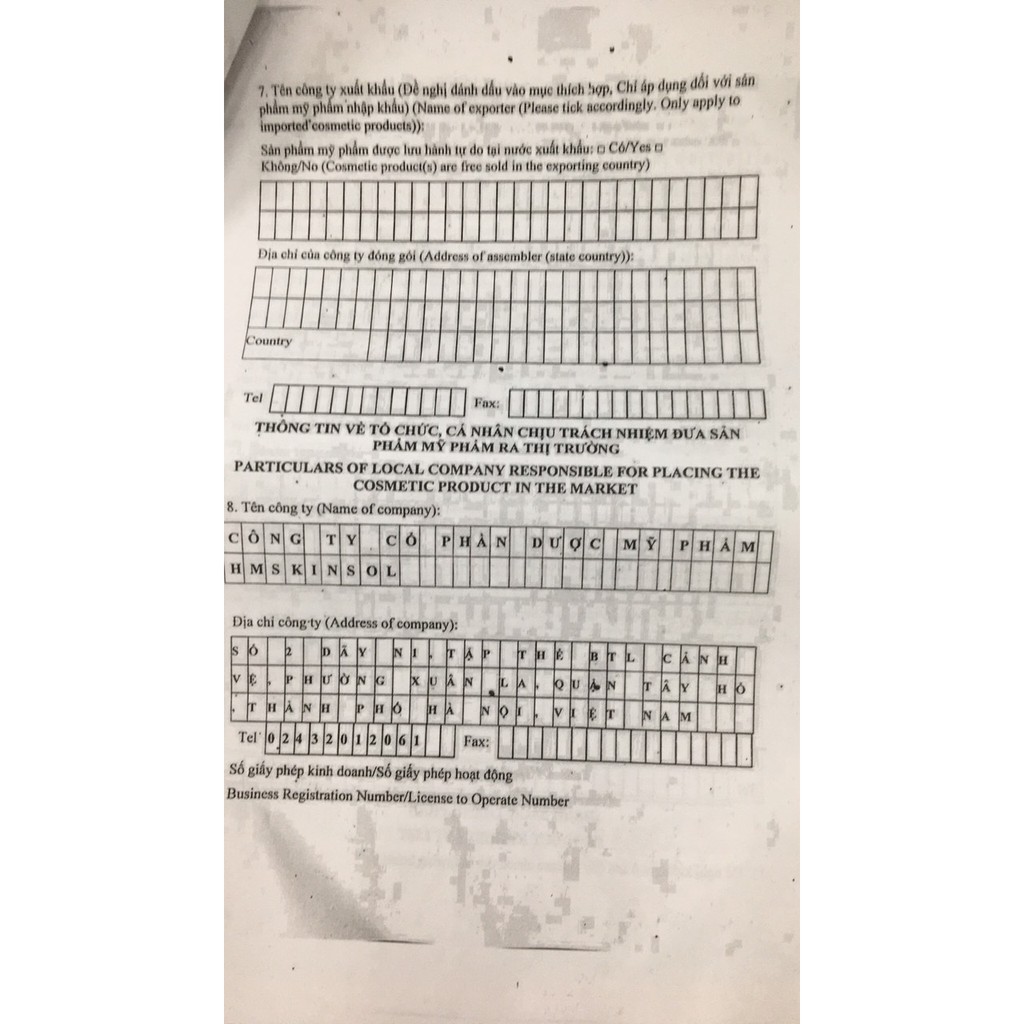 7. Tên công ty xuất khẩu (Đề nghị đánh dấu vào mục thích hợp, Chỉ áp dụng đối với sản
phẩm mỹ phẩm nhập khẩu) (Name of exporter (Please tick accordingly. Only apply to
imported cosmetic products)):
Sản phẩm mỹ phẩm được lưu hành tự do tại nước xuất khẩu: □ Có/Yes □
Không/No (Cosmetic product(s) are free sold in the exporting country)
Địa chỉ của công ty đóng gói (Address of assembler (state country)):
Country
Tel Fax:
THÔNG TIN VỀ TỔ CHỨC, CÁ NHÂN CHỊU TRÁCH NHIỆM ĐƯA SẢN
PHẨM MỸ PHẨM RA THỊ TRƯỜNG
PARTICULARS OF LOCAL COMPANY RESPONSIBLE FOR PLACING THE
COSMETIC PRODUCT IN THE MARKET
8. Tên công ty (Name of company):
CÔNG TY CỔ PHẦN DƯỢC MỸ PHẨM
HMSKINSOL
Địa chỉ công ty (Address of company):
SỐ 2 DÃY N1, TẬP THỂ BTL CẢNH
VỆ, PHƯỜNG XUÂN LA, QUẬN TÂY HỒ
, THÀNH PHỐ HÀ NỘI, VIỆT NAM
Tel 02432012061 Fax:
Số giấy phép kinh doanh/Số giấy phép hoạt động
Business Registration Number/License to Operate Number